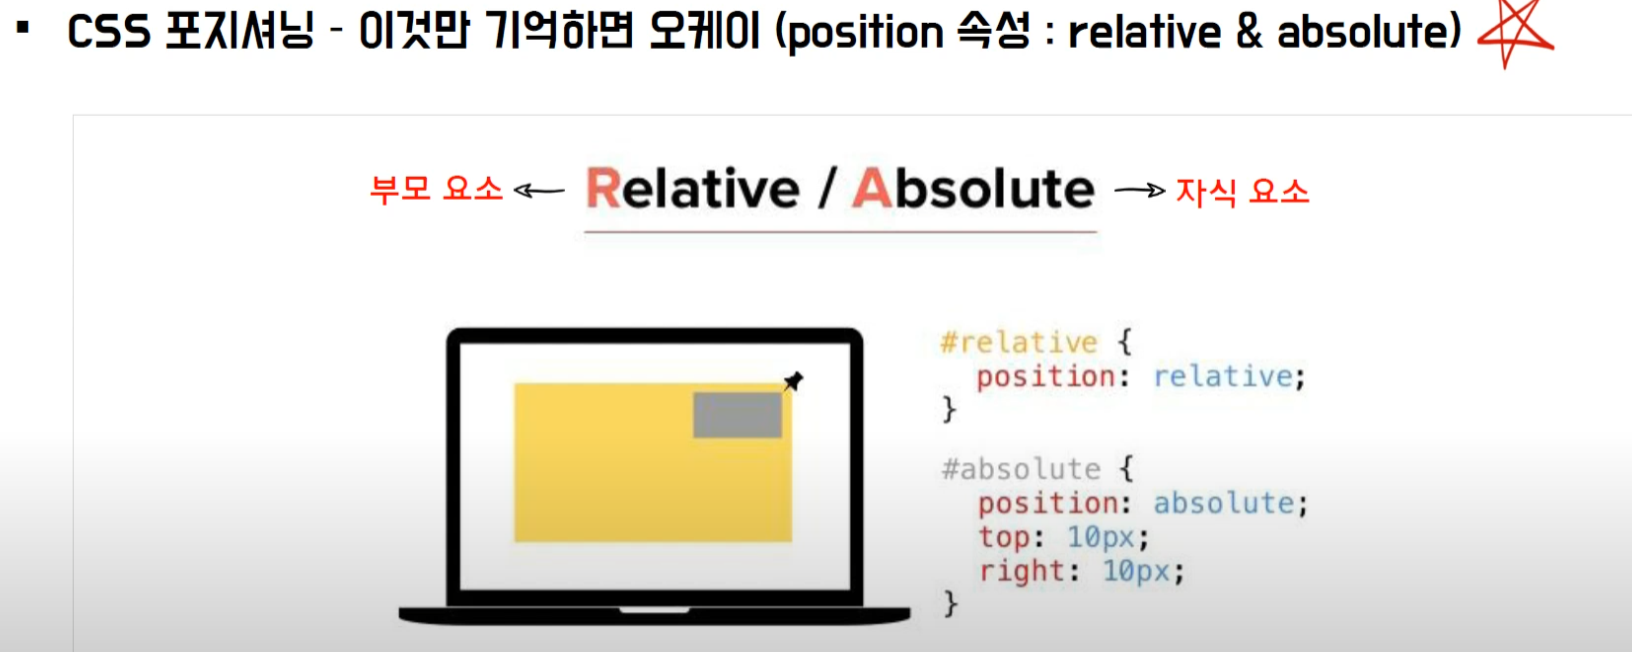 ▪ CSS 포지셔닝 - 이것만 기억하면 오케이 (position 속성 : relative & absolute)
부모 요소 Relative / Absolute 자식 요소
#relative {
position: relative;
}
#absolute {
position: absolute;
top: 10px;
right: 10px;
}